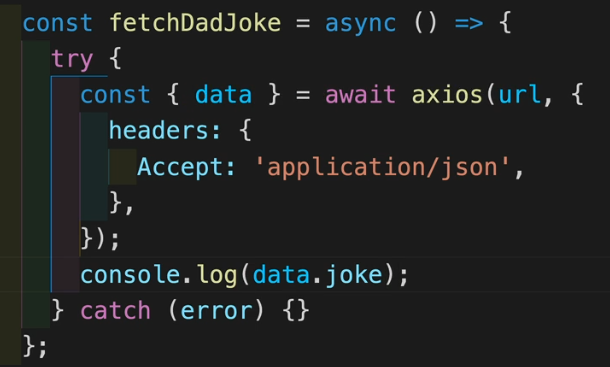 const fetchDadJoke = async () => {
  try {
    const { data } = await axios(url, {
      headers: {
        Accept: 'application/json',
      },
    });
    console.log(data.joke);
  } catch (error) {}
};